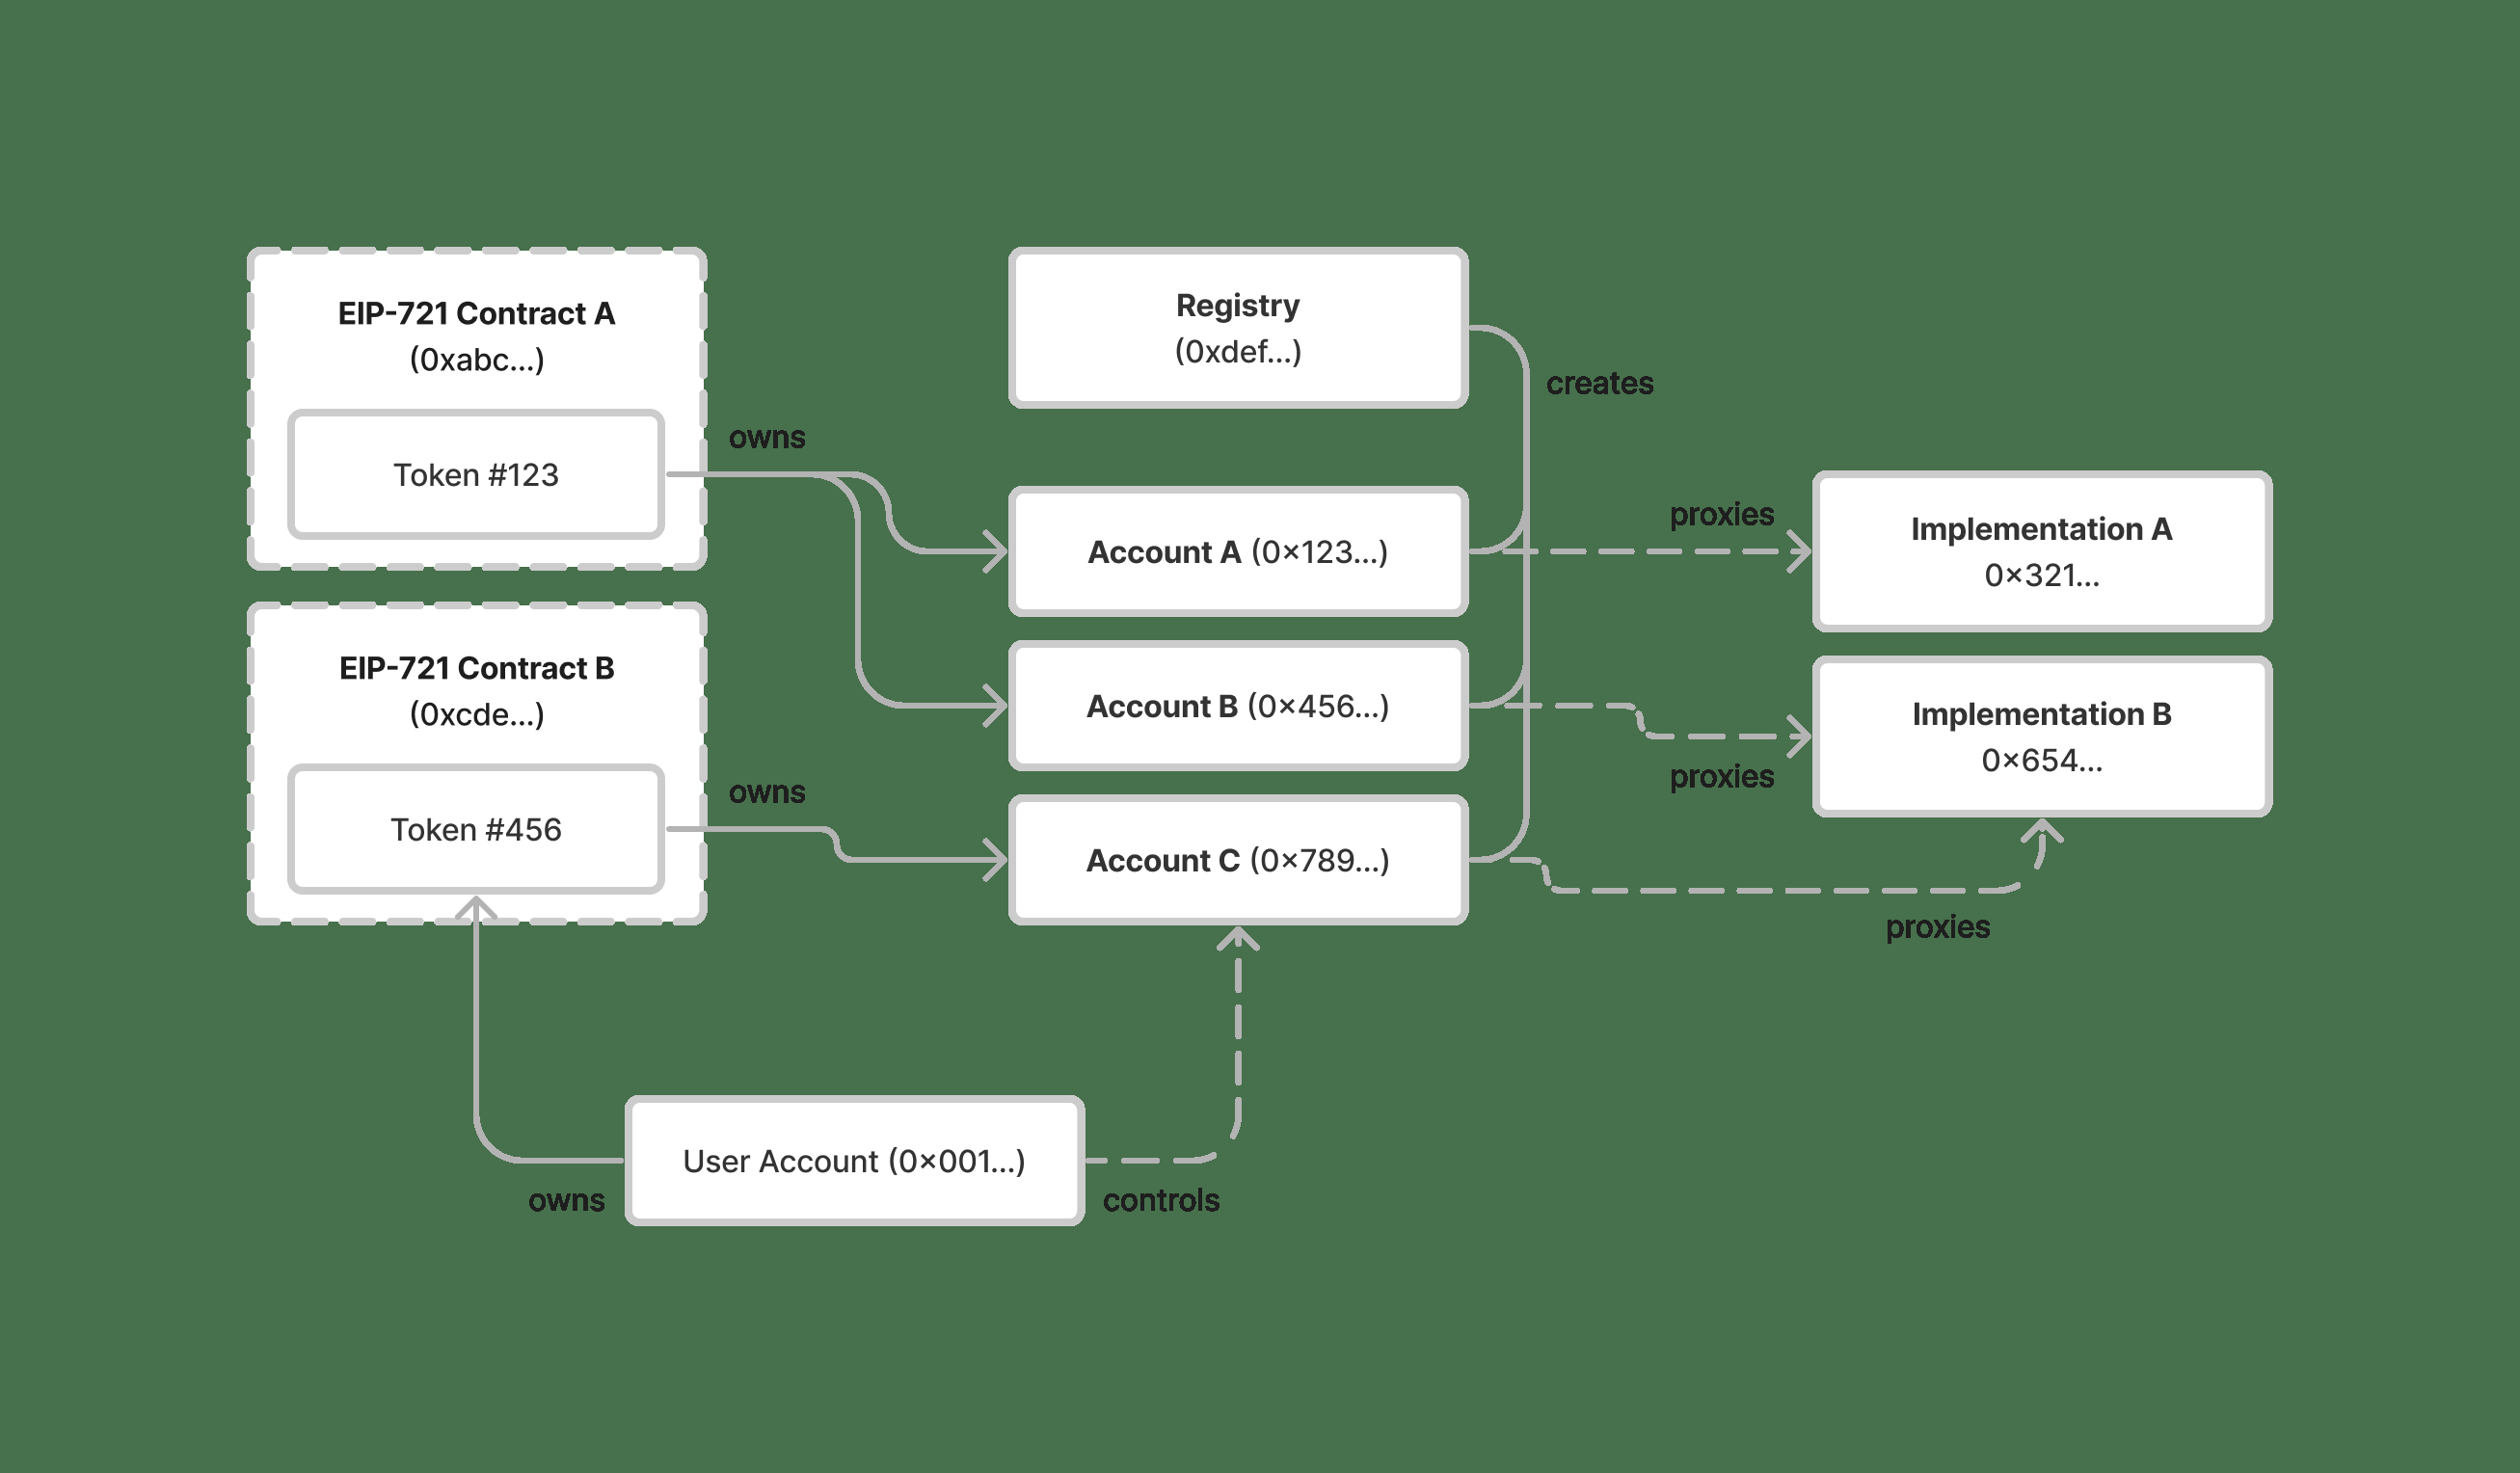 EIP-721 Contract A
(0xabc...)
Token #123
owns
EIP-721 Contract B
(0xcde...)
Token #456
owns
Registry
(0xdef...)
creates
Account A (0×123...)
Account B (0×456...)
Account C (0×789...)
proxies
Implementation A
0×321...
proxies
Implementation B
0×654...
proxies
User Account (0×001...)
owns
controls